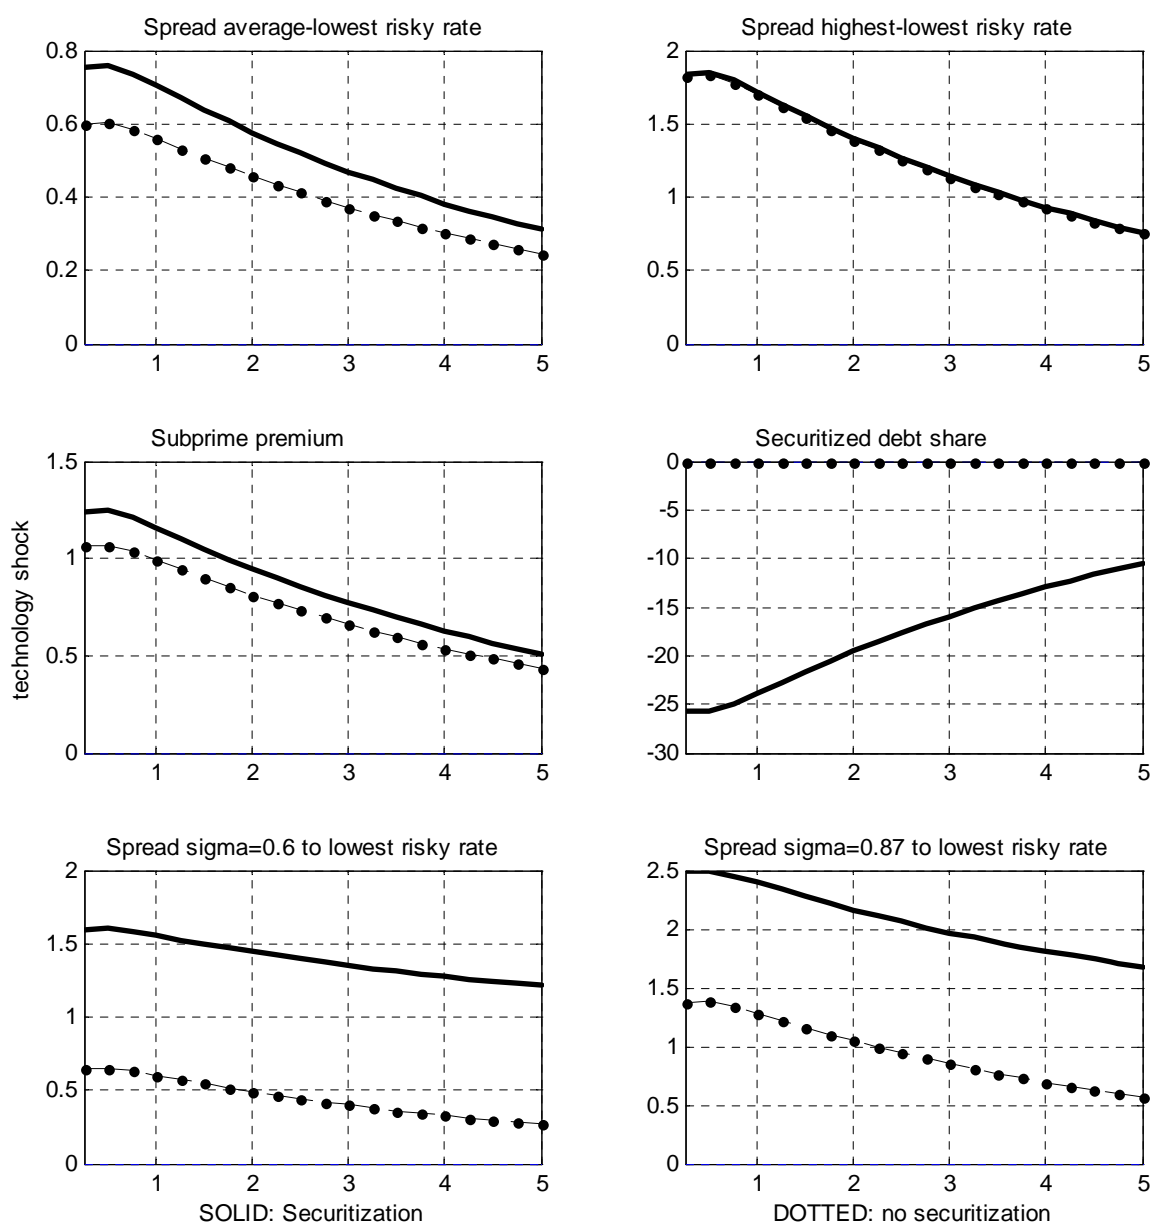 Spread average-lowest risky rate
0.8
0.6
0.4
0.2
0
1 2 3 4 5
Spread highest-lowest risky rate
2
1.5
1
0.5
0
1 2 3 4 5
Subprime premium
1.5
1
0.5
0
1 2 3 4 5
technology shock
Securitized debt share
0
-5
-10
-15
-20
-25
-30
1 2 3 4 5
Spread sigma=0.6 to lowest risky rate
2
1.5
1
0.5
0
1 2 3 4 5
SOLID: Securitization
Spread sigma=0.87 to lowest risky rate
2.5
2
1.5
1
0.5
0
1 2 3 4 5
DOTTED: no securitization